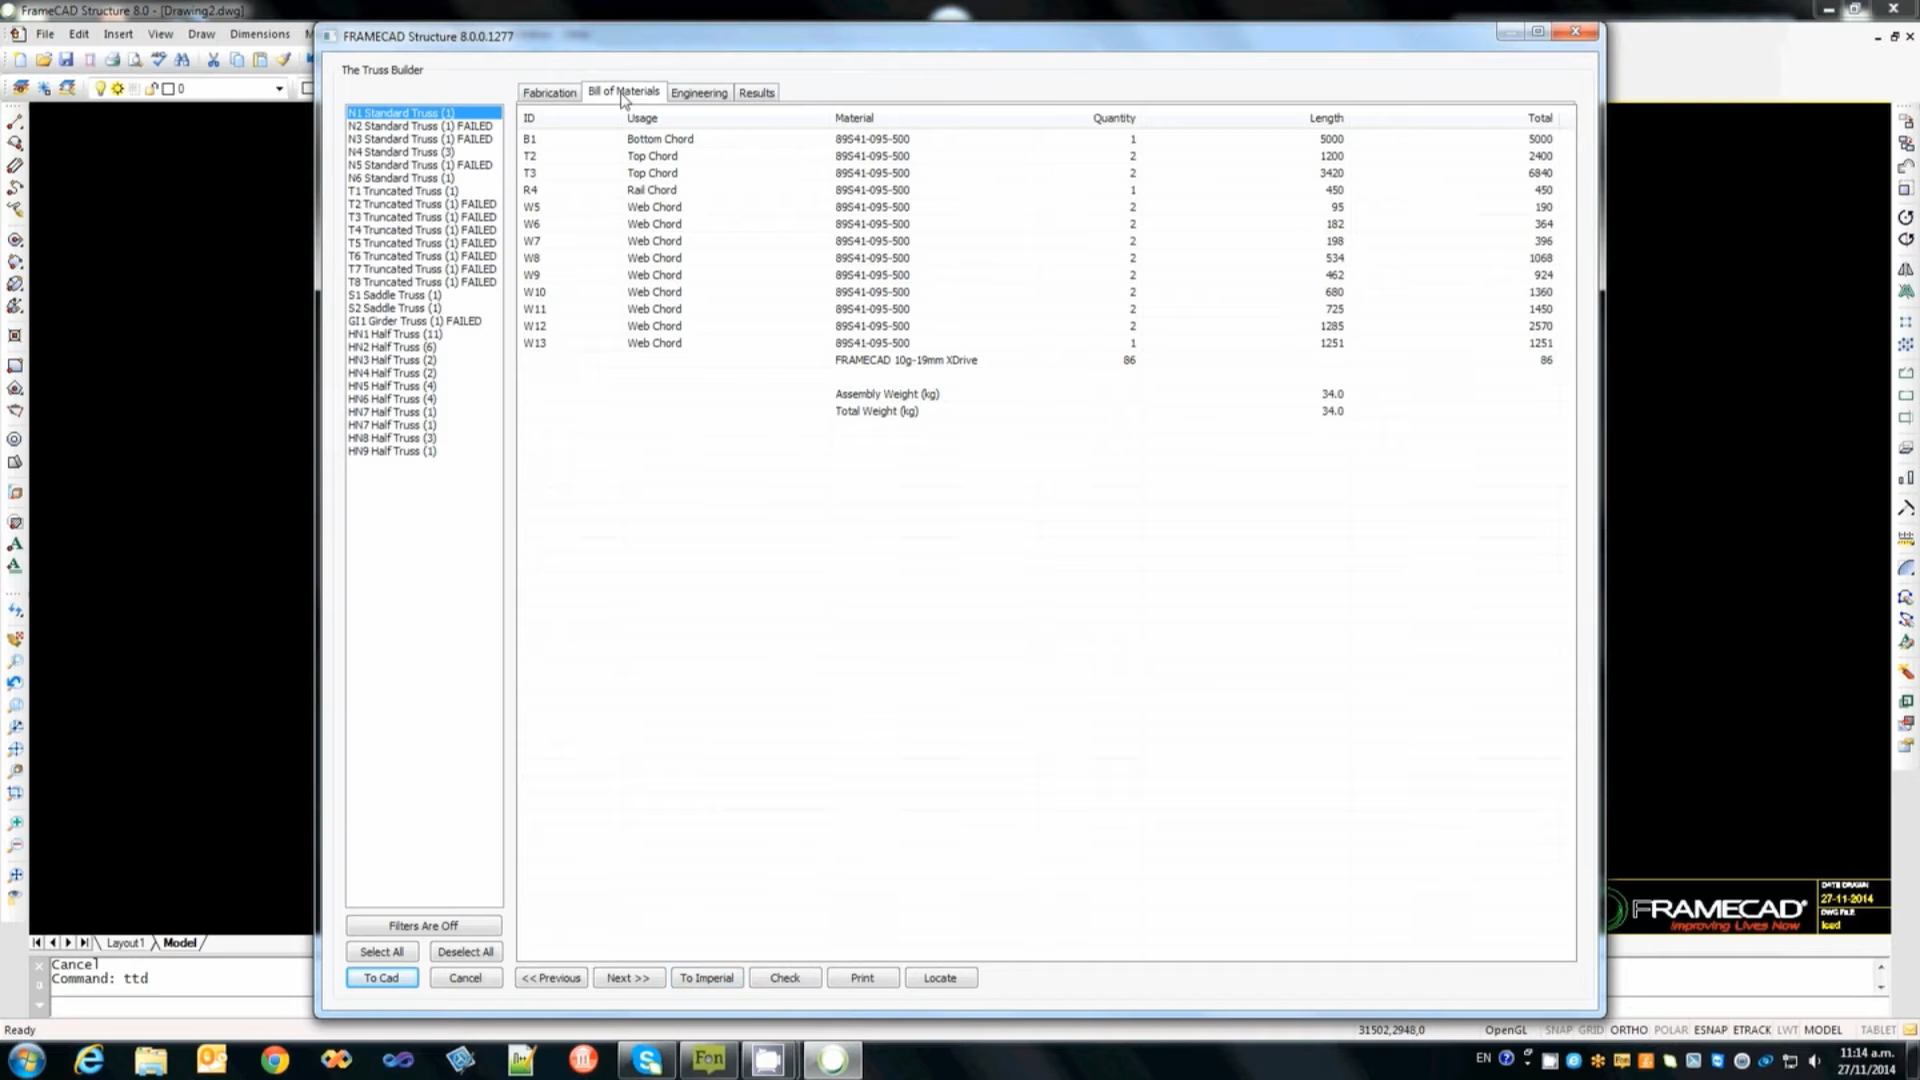 FrameCAD Structure 8.0 - [Drawing2.dwg]
File Edit Insert View Draw Dimensions
0
FRAMECAD Structure 8.0.0.1277
The Truss Builder
Fabrication Bill of Materials Engineering Results
N1 Standard Truss (1)
N2 Standard Truss (1) FAILED
N3 Standard Truss (1) FAILED
N4 Standard Truss (3)
N5 Standard Truss (1) FAILED
N6 Standard Truss (1)
T1 Truncated Truss (1)
T2 Truncated Truss (1) FAILED
T3 Truncated Truss (1) FAILED
T4 Truncated Truss (1) FAILED
T5 Truncated Truss (1) FAILED
T6 Truncated Truss (1) FAILED
T7 Truncated Truss (1) FAILED
T8 Truncated Truss (1) FAILED
S1 Saddle Truss (1)
S2 Saddle Truss (1)
GI1 Girder Truss (1) FAILED
HN1 Half Truss (11)
HN2 Half Truss (6)
HN3 Half Truss (2)
HN4 Half Truss (2)
HN5 Half Truss (4)
HN6 Half Truss (4)
HN7 Half Truss (1)
HN7 Half Truss (1)
HN8 Half Truss (3)
HN9 Half Truss (1)
ID Usage Material Quantity Length Total
B1 Bottom Chord 89S41-095-500 1 5000 5000
T2 Top Chord 89S41-095-500 2 1200 2400
T3 Top Chord 89S41-095-500 2 3420 6840
R4 Rail Chord 89S41-095-500 1 450 450
W5 Web Chord 89S41-095-500 2 95 190
W6 Web Chord 89S41-095-500 2 182 364
W7 Web Chord 89S41-095-500 2 198 396
W8 Web Chord 89S41-095-500 2 534 1068
W9 Web Chord 89S41-095-500 2 462 924
W10 Web Chord 89S41-095-500 2 680 1360
W11 Web Chord 89S41-095-500 2 725 1450
W12 Web Chord 89S41-095-500 2 1285 2570
W13 Web Chord 89S41-095-500 1 1251 1251
FRAMECAD 10g-19mm XDrive 86 86
Assembly Weight (kg) 34.0
Total Weight (kg) 34.0
Filters Are Off
Select All Deselect All
To Cad Cancel << Previous Next >> To Imperial Check Print Locate
FRAMECAD®
Improving Lives Now
DATE DRAWN
27-11-2014
DWG FILE
Layout1 Model
Cancel
Command: ttd
Ready 31502,2948,0 OpenGL SNAP GRID ORTHO POLAR ESNAP ETRACK LWT MODEL TABLET
Fon
EN
11:14 a.m.
27/11/2014